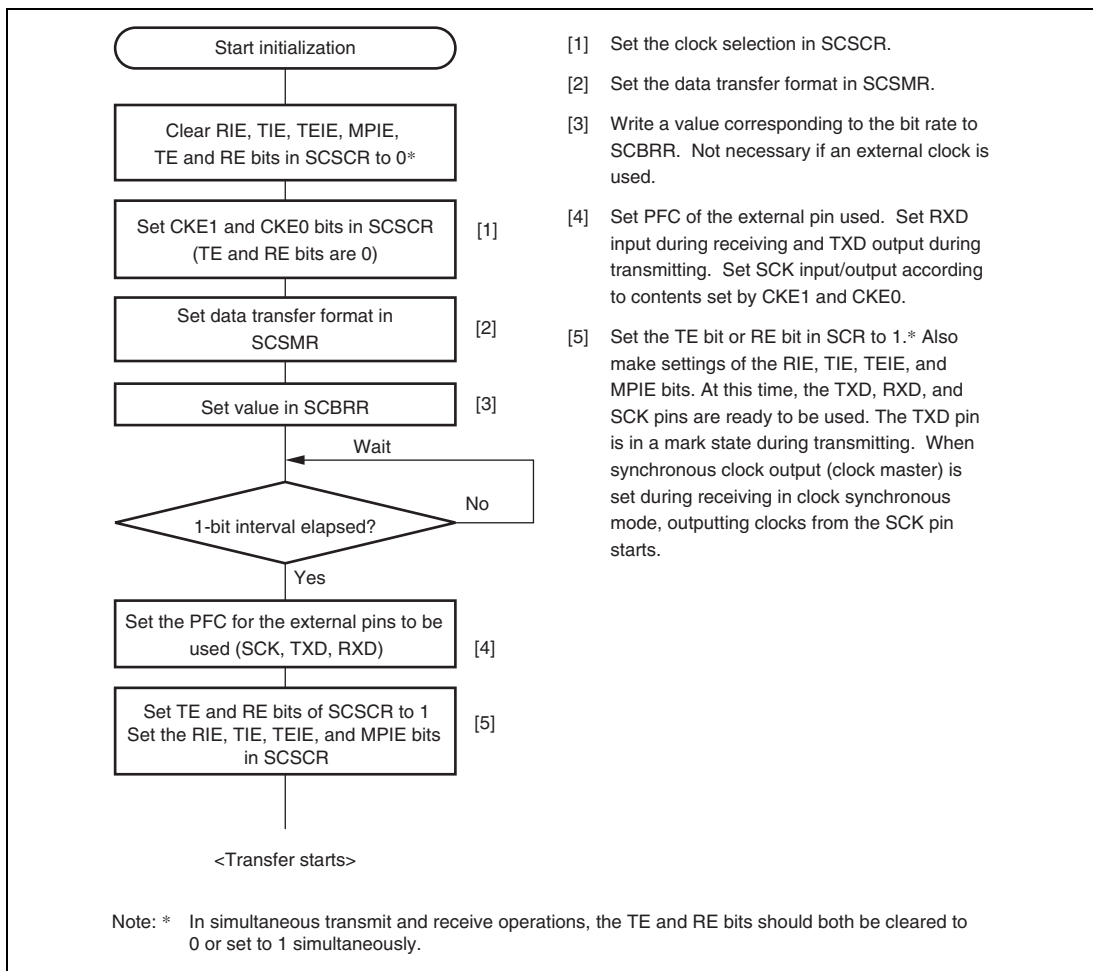 Start initialization
Clear RIE, TIE, TEIE, MPIE,
TE and RE bits in SCSCR to 0*
Set CKE1 and CKE0 bits in SCSCR
(TE and RE bits are 0)
[1]
Set data transfer format in
SCSMR
[2]
Set value in SCBRR
[3]
Wait
1-bit interval elapsed?
No
Yes
Set the PFC for the external pins to be
used (SCK, TXD, RXD)
[4]
Set TE and RE bits of SCSCR to 1
Set the RIE, TIE, TEIE, and MPIE bits
in SCSCR
[5]
<Transfer starts>
[1] Set the clock selection in SCSCR.
[2] Set the data transfer format in SCSMR.
[3] Write a value corresponding to the bit rate to
SCBRR. Not necessary if an external clock is
used.
[4] Set PFC of the external pin used. Set RXD
input during receiving and TXD output during
transmitting. Set SCK input/output according
to contents set by CKE1 and CKE0.
[5] Set the TE bit or RE bit in SCR to 1.* Also
make settings of the RIE, TIE, TEIE, and
MPIE bits. At this time, the TXD, RXD, and
SCK pins are ready to be used. The TXD pin
is in a mark state during transmitting. When
synchronous clock output (clock master) is
set during receiving in clock synchronous
mode, outputting clocks from the SCK pin
starts.
Note: * In simultaneous transmit and receive operations, the TE and RE bits should both be cleared to
0 or set to 1 simultaneously.